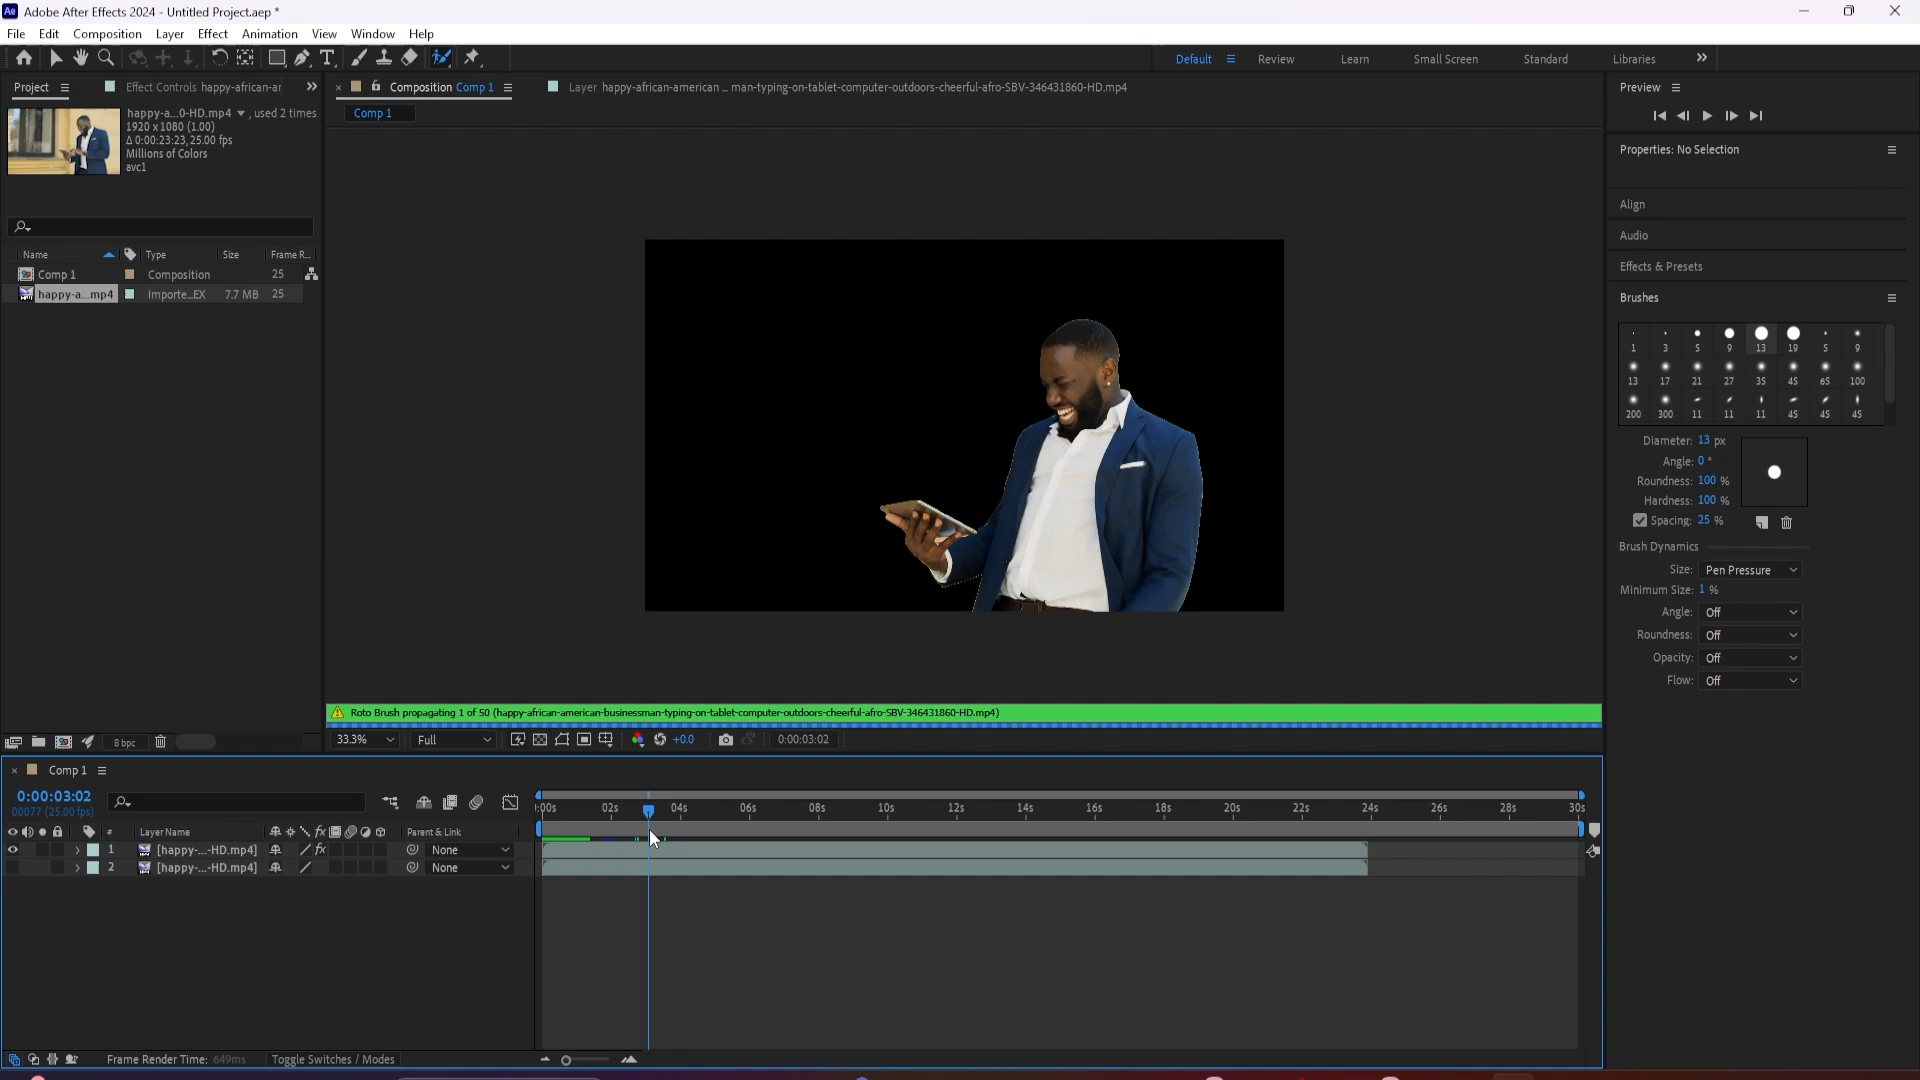 Adobe After Effects 2024 - Untitled Project.aep *
File Edit Composition Layer Effect Animation View Window Help
Default Review Learn Small Screen Standard Libraries
Project Effect Controls happy-african-ar
happy-a...0-HD.mp4 , used 2 times
1920 x 1080 (1.00)
Δ 0:00:23:23, 25.00 fps
Millions of Colors
avc1
Name Type Size Frame R...
Comp 1 Composition 25
happy-a...mp4 Importe...EX 7.7 MB 25
8 bpc
Composition Comp 1
Layer happy-african-american ... man-typing-on-tablet-computer-outdoors-cheerful-afro-SBV-346431860-HD.mp4
Comp 1
Roto Brush propagating 1 of 50 (happy-african-american-businessman-typing-on-tablet-computer-outdoors-cheerful-afro-SBV-346431860-HD.mp4)
33.3% Full +0.0 0:00:03:02
Preview
Properties: No Selection
Align
Audio
Effects & Presets
Brushes
1 3 5 9 13 19 5 9
13 17 21 27 35 45 65 100
200 300 11 11 11 45 45 45
Diameter: 13 px
Angle: 0 °
Roundness: 100 %
Hardness: 100 %
Spacing: 25 %
Brush Dynamics
Size: Pen Pressure
Minimum Size: 1 %
Angle: Off
Roundness: Off
Opacity: Off
Flow: Off
Comp 1
0:00:03:02
00077 (25.00 fps)
:00s 02s 04s 06s 08s 10s 12s 14s 16s 18s 20s 22s 24s 26s 28s 30s
# Layer Name fx Parent & Link
1 [happy-...-HD.mp4] fx None
2 [happy-...-HD.mp4] None
Frame Render Time: 649ms Toggle Switches / Modes